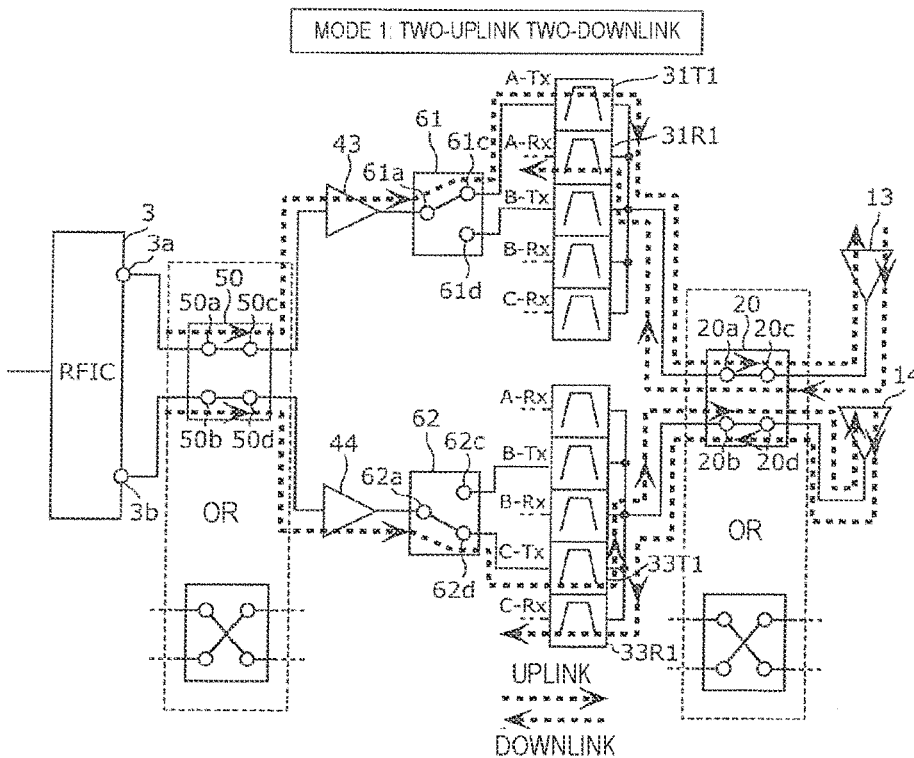 MODE 1: TWO-UPLINK TWO-DOWNLINK
A-Tx
31T1
61
61c
43
61a
A-Rx
31R1
B-Tx
3
3a
13
50
50a
50c
61d
B-Rx
20
20a
20c
C-Rx
RFIC
14
A-Rx
50b
50d
62
62c
44
B-Tx
62a
20b
20d
B-Rx
3b
OR
OR
C-Tx
33T1
62d
C-Rx
33R1
UPLINK
DOWNLINK